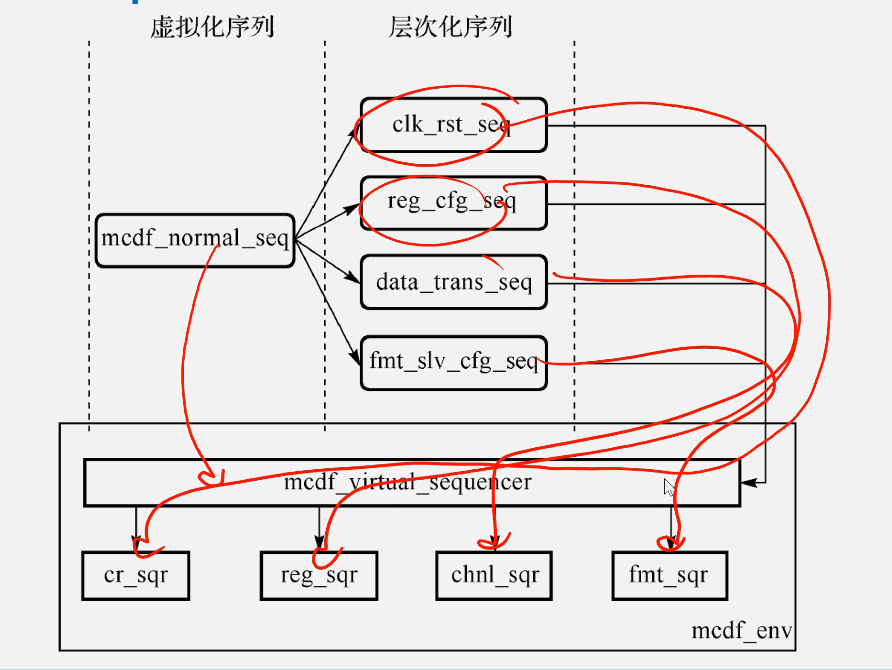 虚拟化序列
层次化序列
clk_rst_seq
reg_cfg_seq
mcdf_normal_seq
data_trans_seq
fmt_slv_cfg_seq
mcdf_virtual_sequencer
cr_sqr
reg_sqr
chnl_sqr
fmt_sqr
mcdf_env